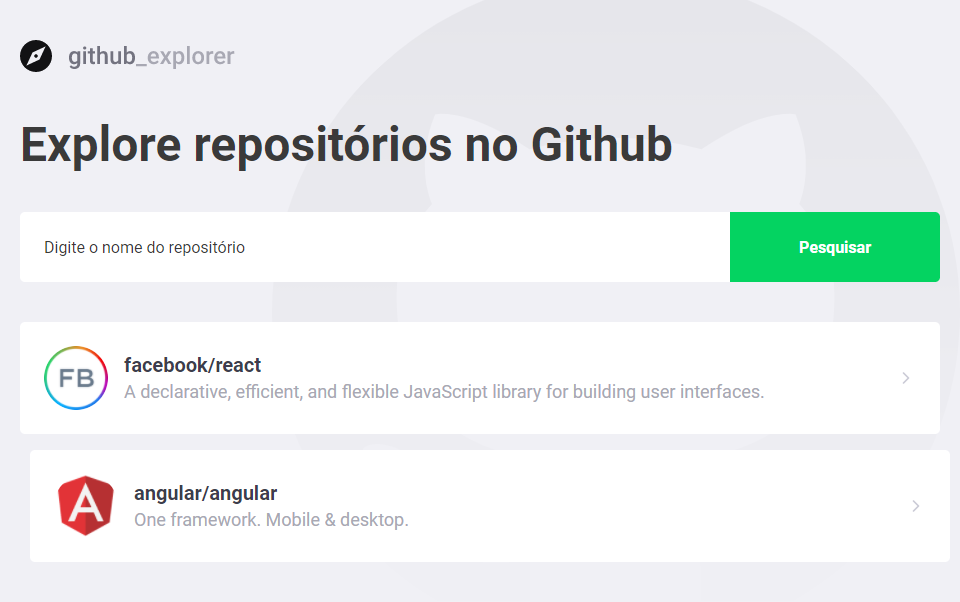 github_explorer
Explore repositórios no Github
Digite o nome do repositório
Pesquisar
FB
facebook/react
A declarative, efficient, and flexible JavaScript library for building user interfaces.
A
angular/angular
One framework. Mobile & desktop.